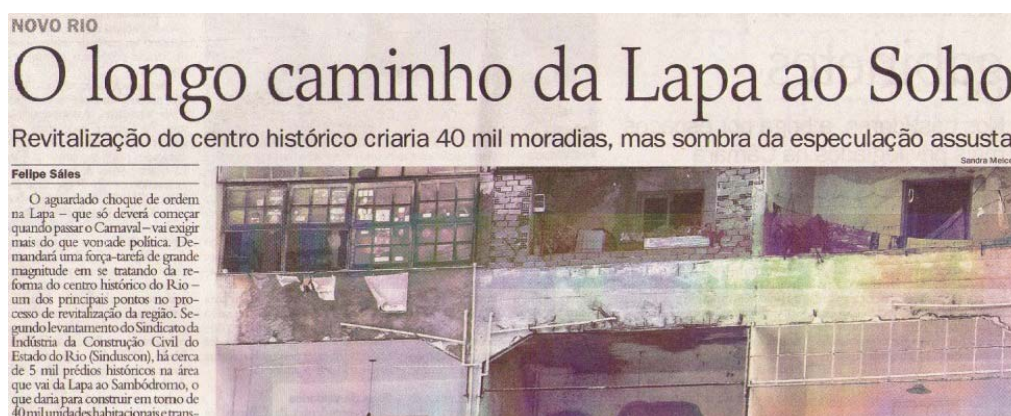 NOVO RIO
O longo caminho da Lapa ao Soho
Revitalização do centro histórico criaria 40 mil moradias, mas sombra da especulação assusta
Sandra
Felipe Sáles
O aguardado choque de ordem
na Lapa – que só deverá começar
quando passar o Carnaval – vai exigir
mais do que vontade política. De-
mandará uma força-tarefa de grande
magnitude em se tratando da re-
forma do centro histórico do Rio –
um dos principais pontos no pro-
cesso de revitalização da região. Se-
gundo levantamento do Sindicato da
Indústria da Construção Civil do
Estado do Rio (Sinduscon), há cerca
de 5 mil prédios históricos na área
que vai da Lapa ao Sambódromo, o
que daria para construir em torno de
40 mil unidades habitacionais e trans-